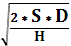 √(2 * S * D / H)